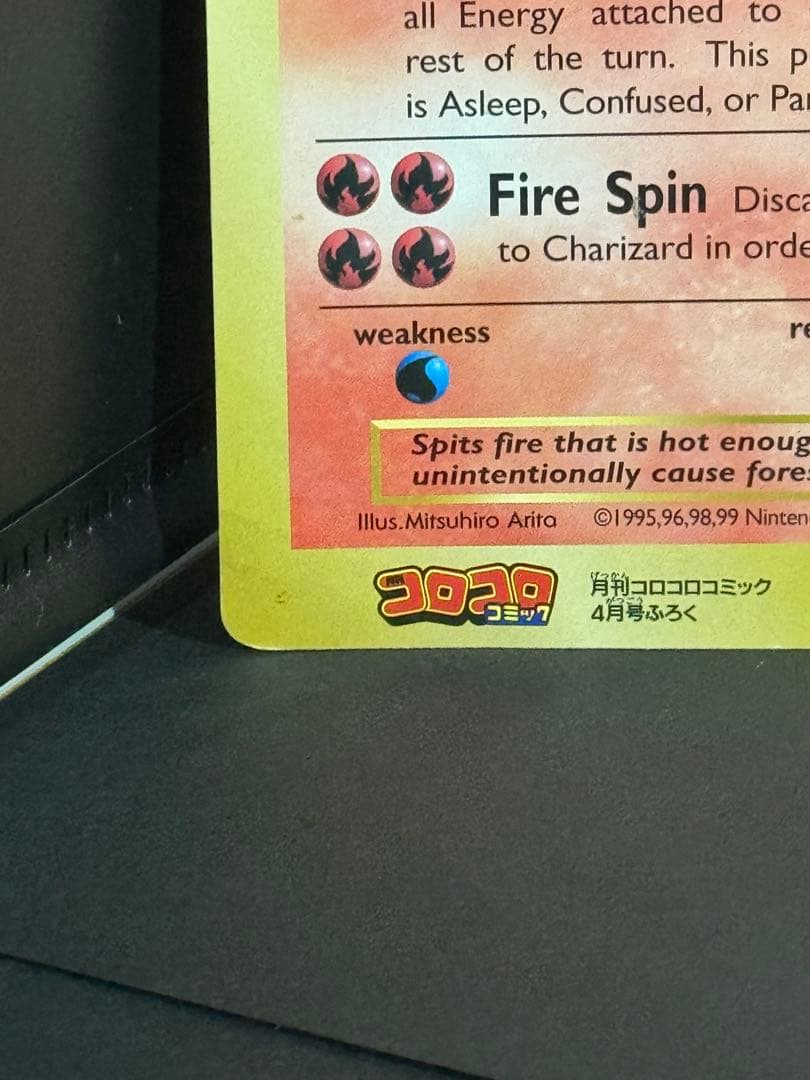 all Energy attached to
rest of the turn. This p
is Asleep, Confused, or Par
Fire Spin Disca
to Charizard in orde
weakness
re
Spits fire that is hot enoug
unintentionally cause fores
Illus.Mitsuhiro Arita ©1995,96,98,99 Ninten
コロコロ
コミック
月刊コロコロコミック
4月号ふろく